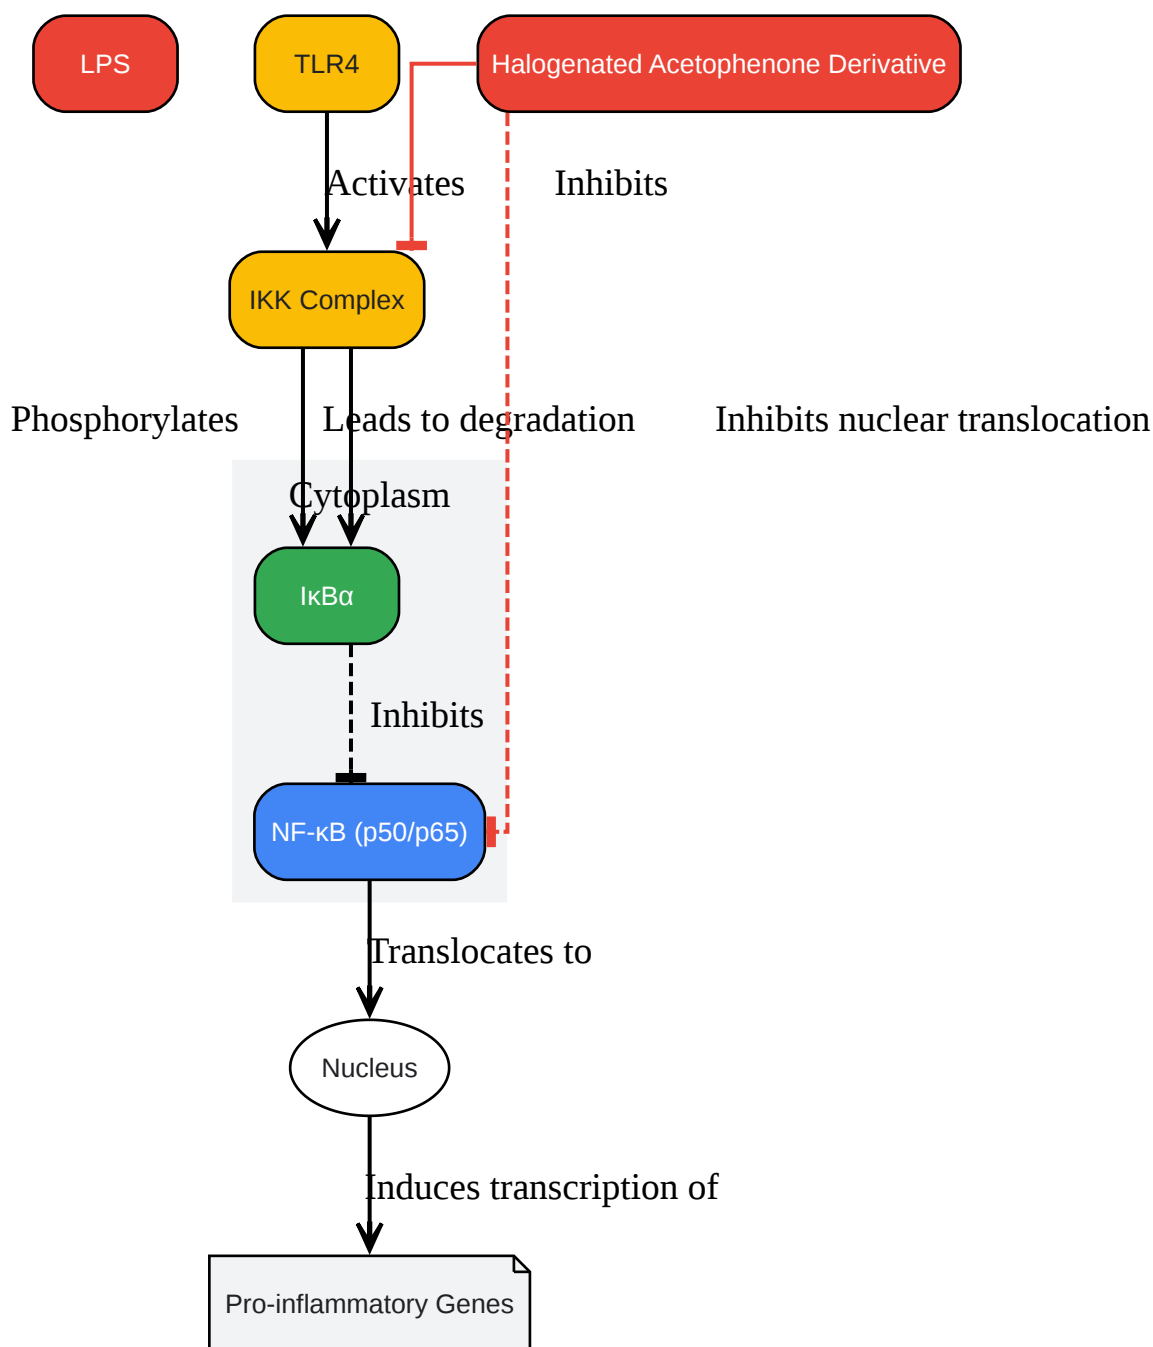 LPS
TLR4
Halogenated Acetophenone Derivative
Activates
Inhibits
IKK Complex
Phosphorylates
Leads to degradation
Inhibits nuclear translocation
Cytoplasm
IκBα
Inhibits
NF-κB (p50/p65)
Translocates to
Nucleus
Induces transcription of
Pro-inflammatory Genes